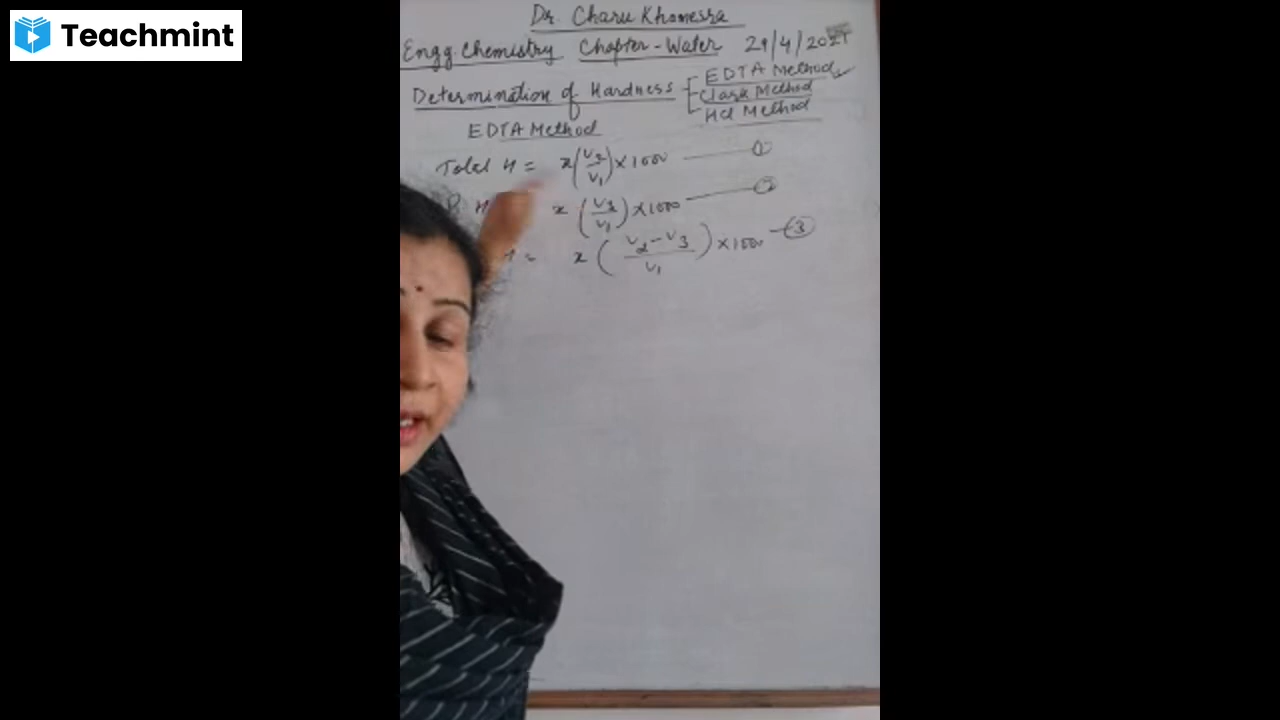 Teachmint
Dr. Charu Khamesra
Engg. Chemistry Chapter - Water 29/4/2021
Determination of Hardness
EDTA Method ✓
Clark Method
HCl Method
EDTA Method
Total H = x (V2/V1) × 1000 — 1
P. H x (V3/V1) × 1000 — 2
= x (V2-V3/V1) × 1000 — 3